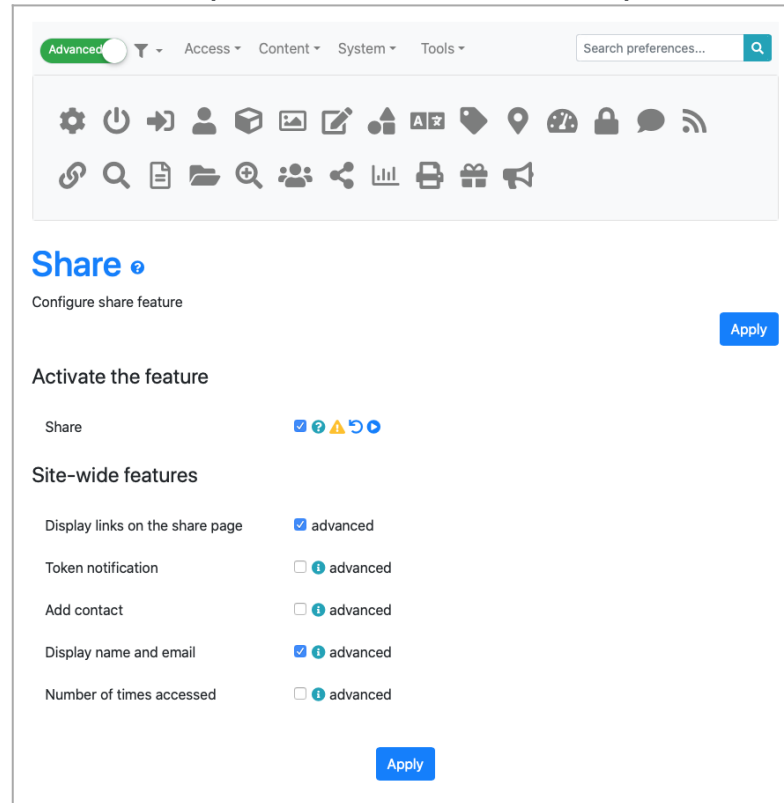 Advanced Access Content System Tools Search preferences...
Share
Configure share feature
Apply
Activate the feature
Share
Site-wide features
Display links on the share page advanced
Token notification advanced
Add contact advanced
Display name and email advanced
Number of times accessed advanced
Apply